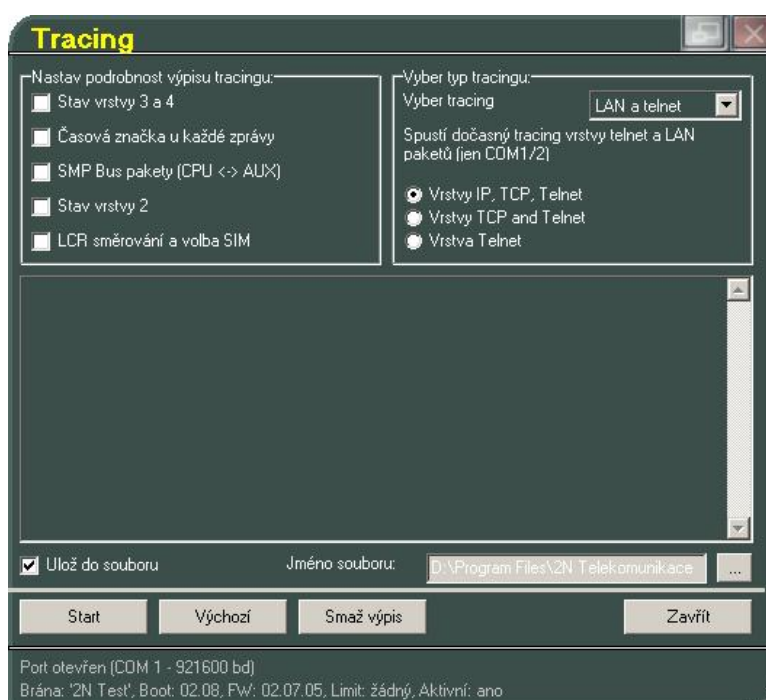 Tracing
Nastav podrobnost výpisu tracingu:
Stav vrstvy 3 a 4
Časová značka u každé zprávy
SMP Bus pakety (CPU <-> AUX)
Stav vrstvy 2
LCR směrování a volba SIM
Vyber typ tracingu:
Vyber tracing
LAN a telnet
Spustí dočasný tracing vrstvy telnet a LAN
paketů (jen COM1/2)
Vrstvy IP, TCP, Telnet
Vrstvy TCP and Telnet
Vrstva Telnet
Ulož do souboru
Jméno souboru:
D:\Program Files\2N Telekomunikace
...
Start
Výchozí
Smaž výpis
Zavřít
Port otevřen (COM 1 - 921600 bd)
Brána: '2N Test', Boot: 02.08, FW: 02.07.05, Limit: žádný, Aktivní: ano